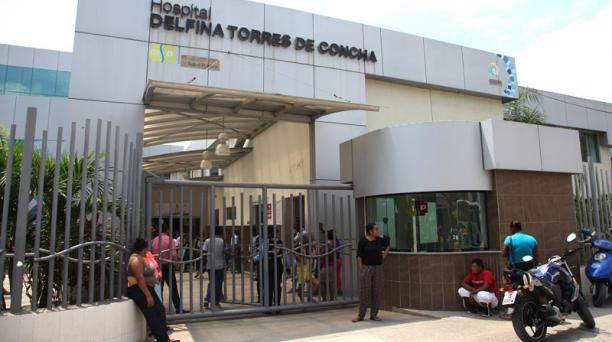 Hospital
DELFINA TORRES DE CONCHA